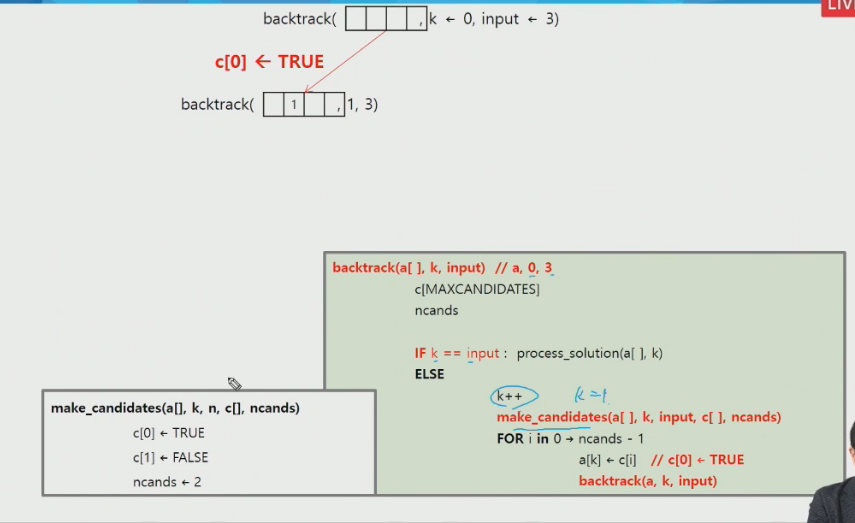 LIV
backtrack( , k ← 0, input ← 3)
c[0] ← TRUE
backtrack( 1 , 1, 3)
backtrack(a[ ], k, input) // a, 0, 3
c[MAXCANDIDATES]
ncands
IF k == input : process_solution(a[ ], k)
ELSE
k++ k=1
make_candidates(a[ ], k, input, c[ ], ncands)
FOR i in 0 → ncands - 1
a[k] ← c[i] // c[0] ← TRUE
backtrack(a, k, input)
make_candidates(a[], k, n, c[], ncands)
c[0] ← TRUE
c[1] ← FALSE
ncands ← 2